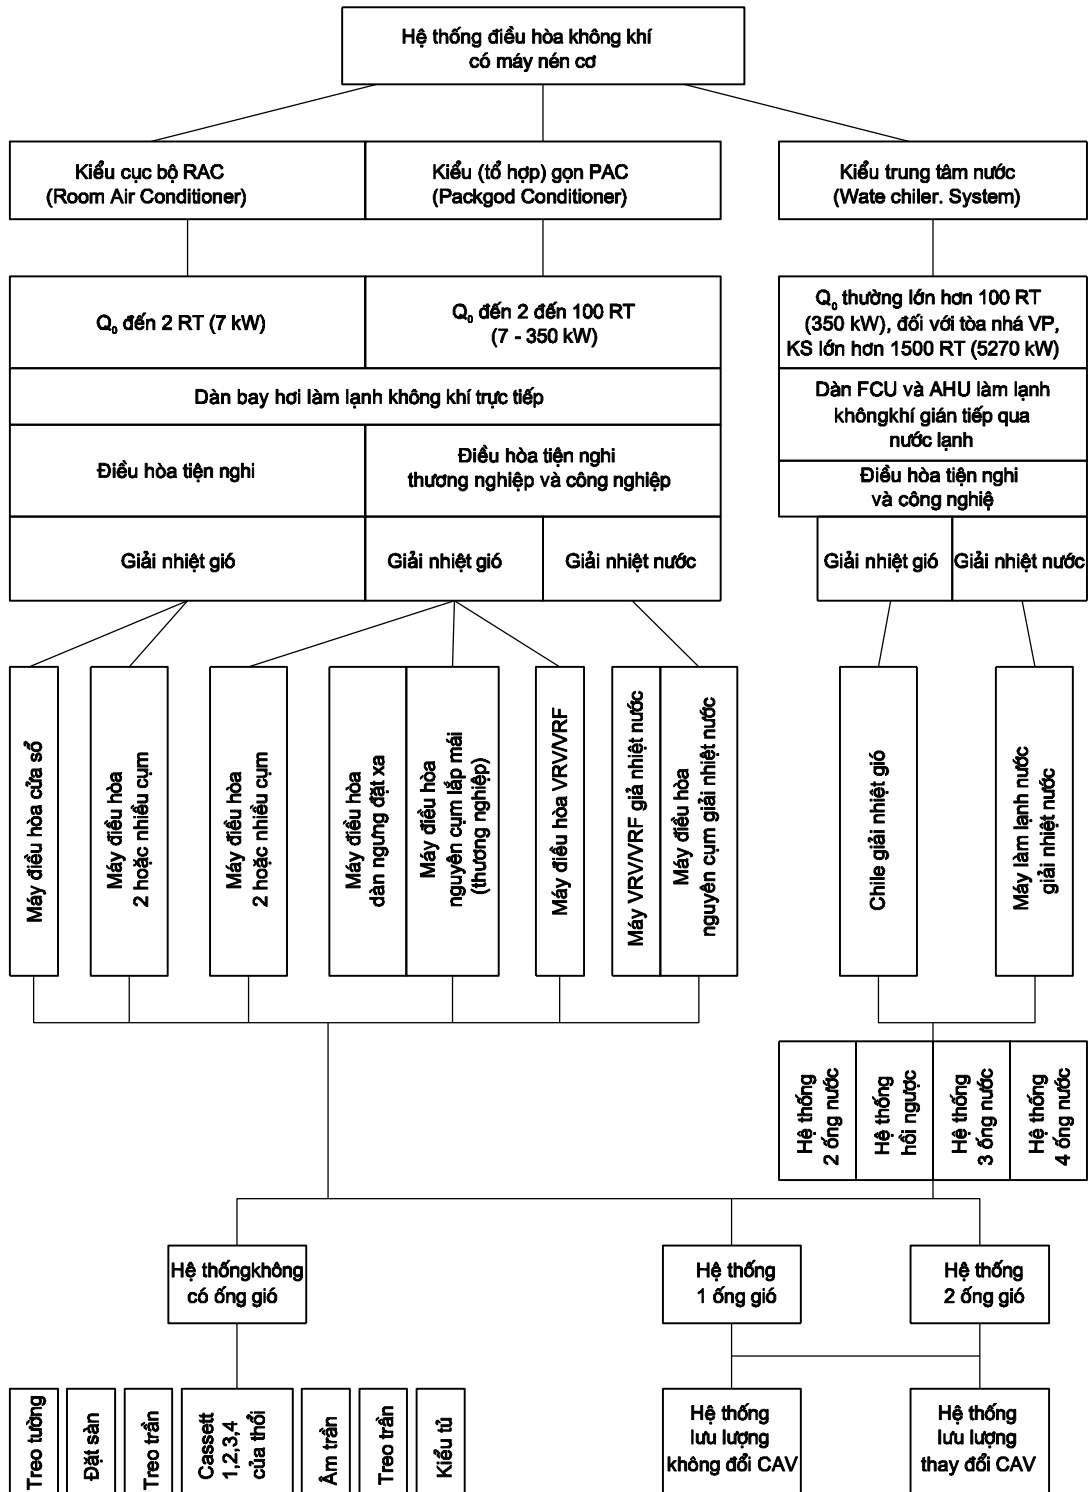 Hệ thống điều hòa không khí
có máy nén cơ
Kiểu cục bộ RAC
(Room Air Conditioner)
Kiểu (tổ hợp) gọn PAC
(Packgod Conditioner)
Kiểu trung tâm nước
(Wate chiler. System)
Q₀ đến 2 RT (7 kW)
Q₀ đến 2 đến 100 RT
(7 - 350 kW)
Q₀ thường lớn hơn 100 RT
(350 kW), đối với tòa nhá VP,
KS lớn hơn 1500 RT (5270 kW)
Dàn bay hơi làm lạnh không khí trực tiếp
Dàn FCU và AHU làm lạnh
khôngkhí gián tiếp qua
nước lạnh
Điều hòa tiện nghi
Điều hòa tiện nghi
thương nghiệp và công nghiệp
Điều hòa tiện nghi
và công nghiệ
Giải nhiệt gió
Giải nhiệt gió
Giải nhiệt nước
Giải nhiệt gió
Giải nhiệt nước
Máy điều hòa cửa sổ
Máy điều hòa
2 hoặc nhiều cụm
Máy điều hòa
2 hoặc nhiều cụm
Máy điều hòa
dàn ngưng đặt xa
Máy điều hòa
nguyên cụm lắp mái
(thương nghiệp)
Máy điều hòa VRV/VRF
Máy VRV/VRF giả nhiệt nước
Máy điều hòa
nguyên cụm giải nhiệt nước
Chile giải nhiệt gió
Máy làm lạnh nước
giải nhiệt nước
Hệ thống
2 ống nước
Hệ thống
hồi ngược
Hệ thống
3 ống nước
Hệ thống
4 ống nước
Hệ thốngkhông
có ống gió
Hệ thống
1 ống gió
Hệ thống
2 ống gió
Treo tường
Đặt sàn
Treo trần
Cassett
1,2,3,4
của thổi
Âm trần
Treo trần
Kiểu tủ
Hệ thống
lưu lượng
không đổi CAV
Hệ thống
lưu lượng
thay đổi CAV